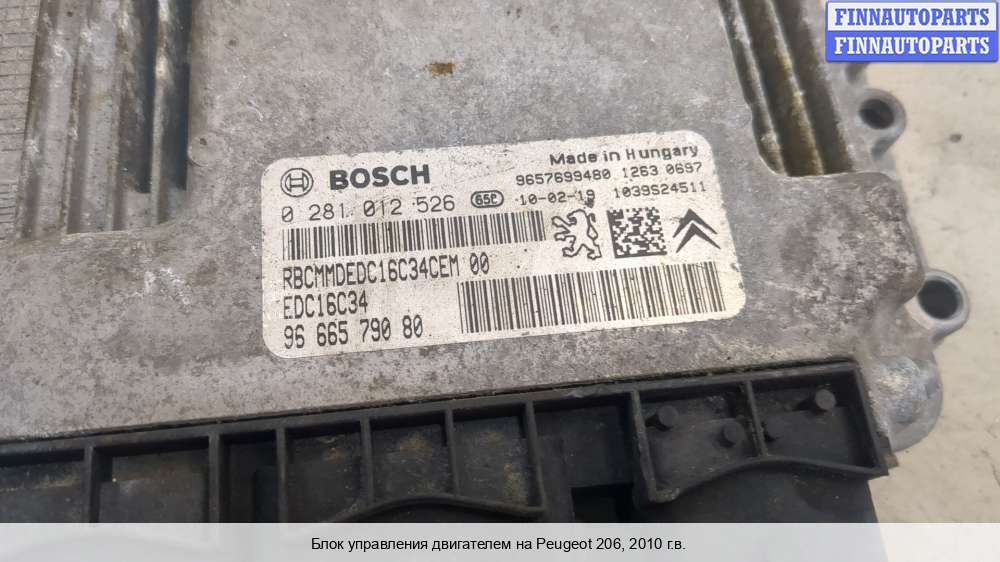 FINNAUTOPARTS
FINNAUTOPARTS
BOSCH
Made in Hungary
9657699480 1263 0697
0 281 012 526 65P 10-02-19 1039S24511
RBCMMDEDC16C34CEM 00
EDC16C34
96 665 790 80
Блок управления двигателем на Peugeot 206, 2010 г.в.